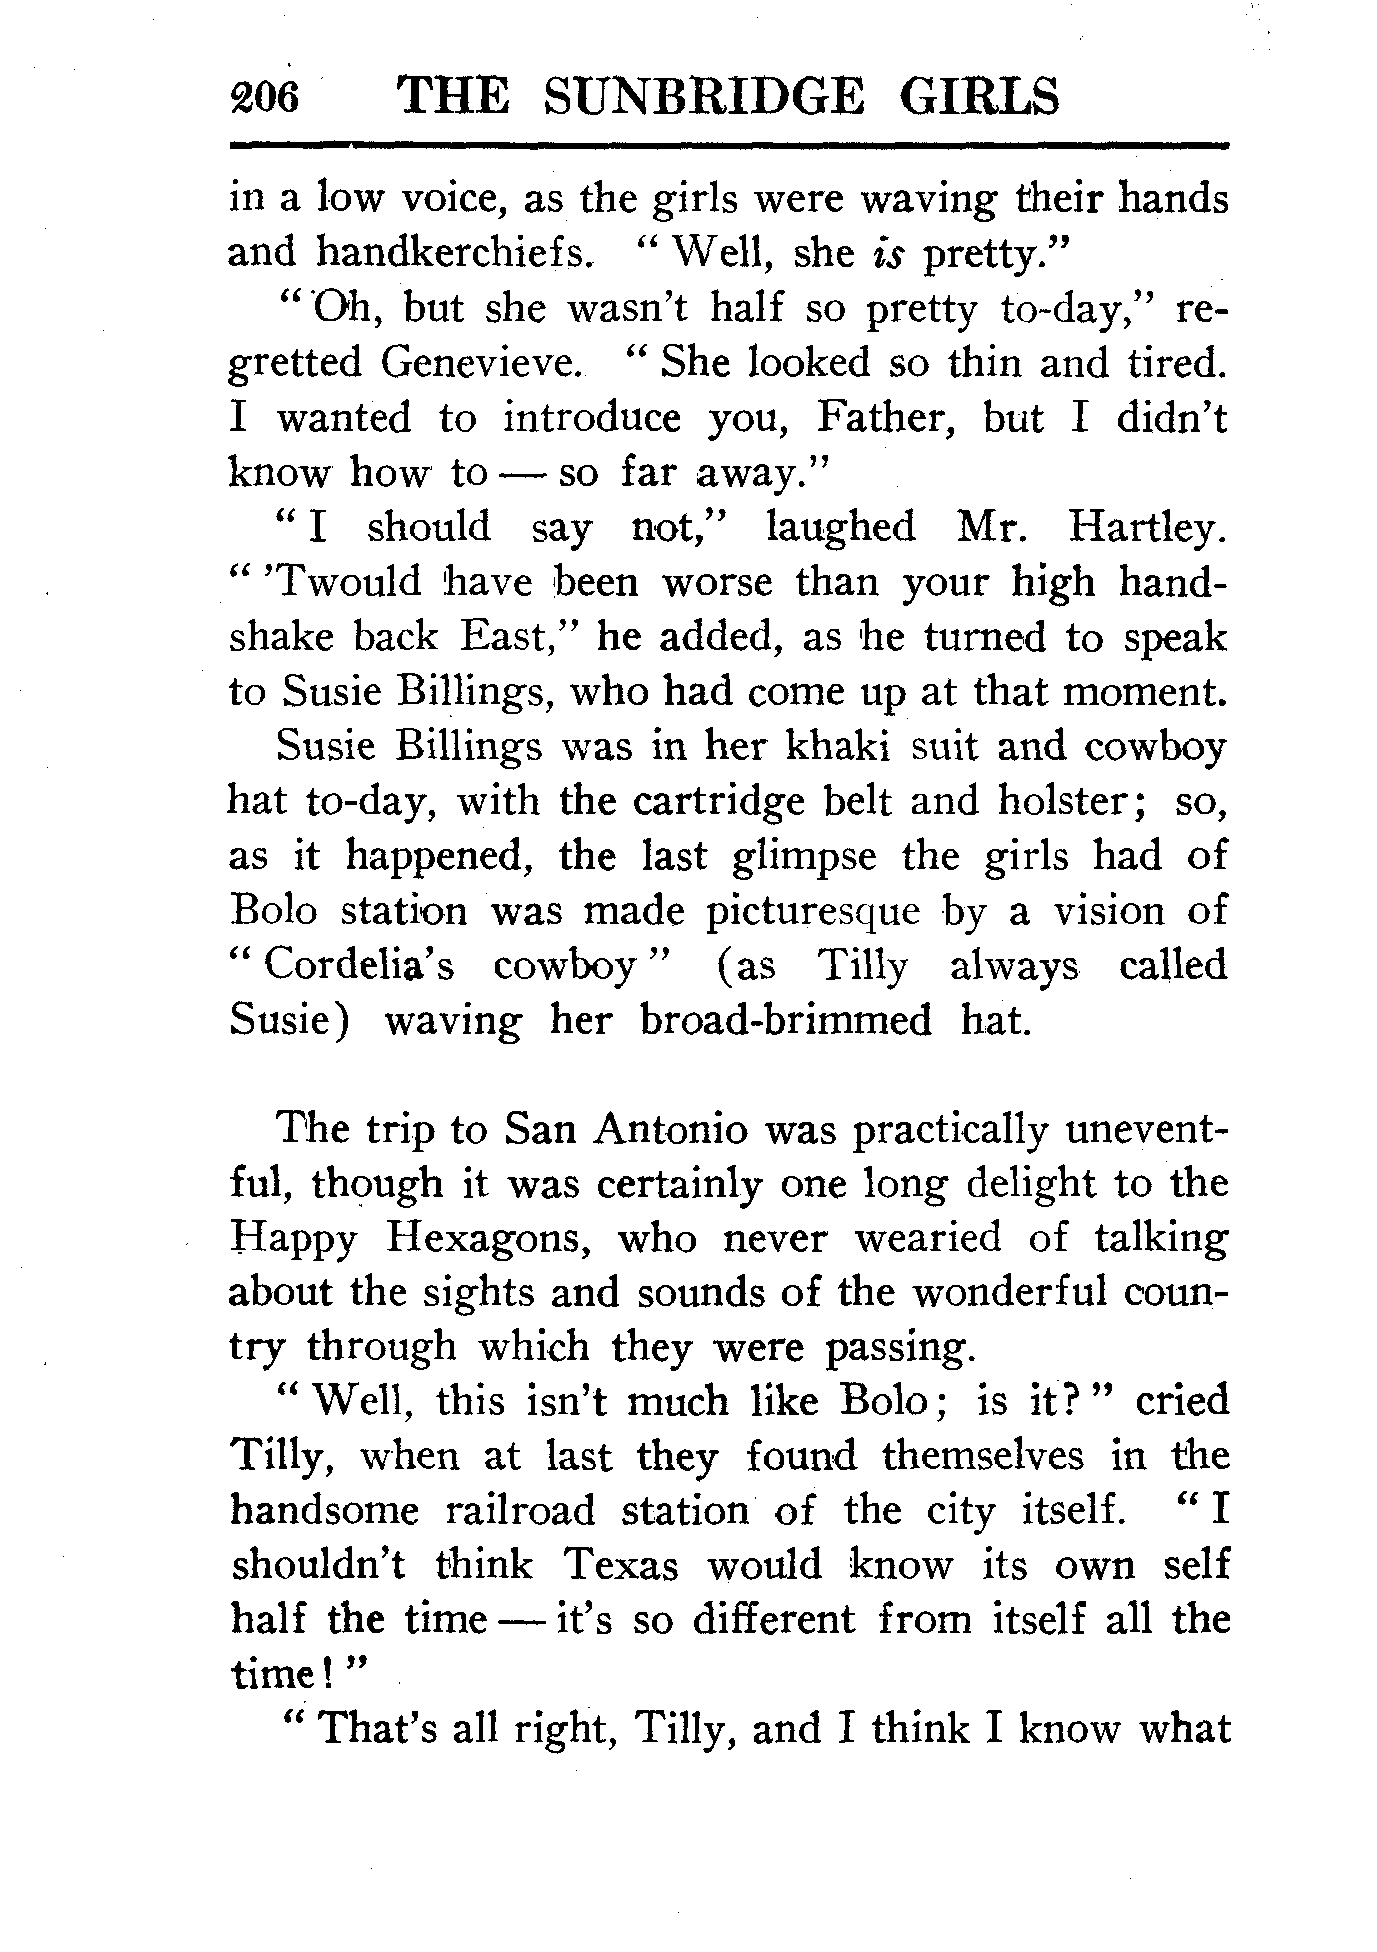 206 THE SUNBRIDGE GIRLS
in a low voice, as the girls were waving their hands
and handkerchiefs. “ Well, she is pretty.”
“ Oh, but she wasn’t half so pretty to-day,” re-
gretted Genevieve. “ She looked so thin and tired.
I wanted to introduce you, Father, but I didn’t
know how to — so far away.”
“ I should say not,” laughed Mr. Hartley.
“ ’Twould have been worse than your high hand-
shake back East,” he added, as he turned to speak
to Susie Billings, who had come up at that moment.
Susie Billings was in her khaki suit and cowboy
hat to-day, with the cartridge belt and holster; so,
as it happened, the last glimpse the girls had of
Bolo station was made picturesque by a vision of
“ Cordelia’s cowboy ” (as Tilly always called
Susie) waving her broad-brimmed hat.
The trip to San Antonio was practically unevent-
ful, though it was certainly one long delight to the
Happy Hexagons, who never wearied of talking
about the sights and sounds of the wonderful coun-
try through which they were passing.
“ Well, this isn’t much like Bolo; is it? ” cried
Tilly, when at last they found themselves in the
handsome railroad station of the city itself. “ I
shouldn’t think Texas would know its own self
half the time — it’s so different from itself all the
time! ”
“ That’s all right, Tilly, and I think I know what